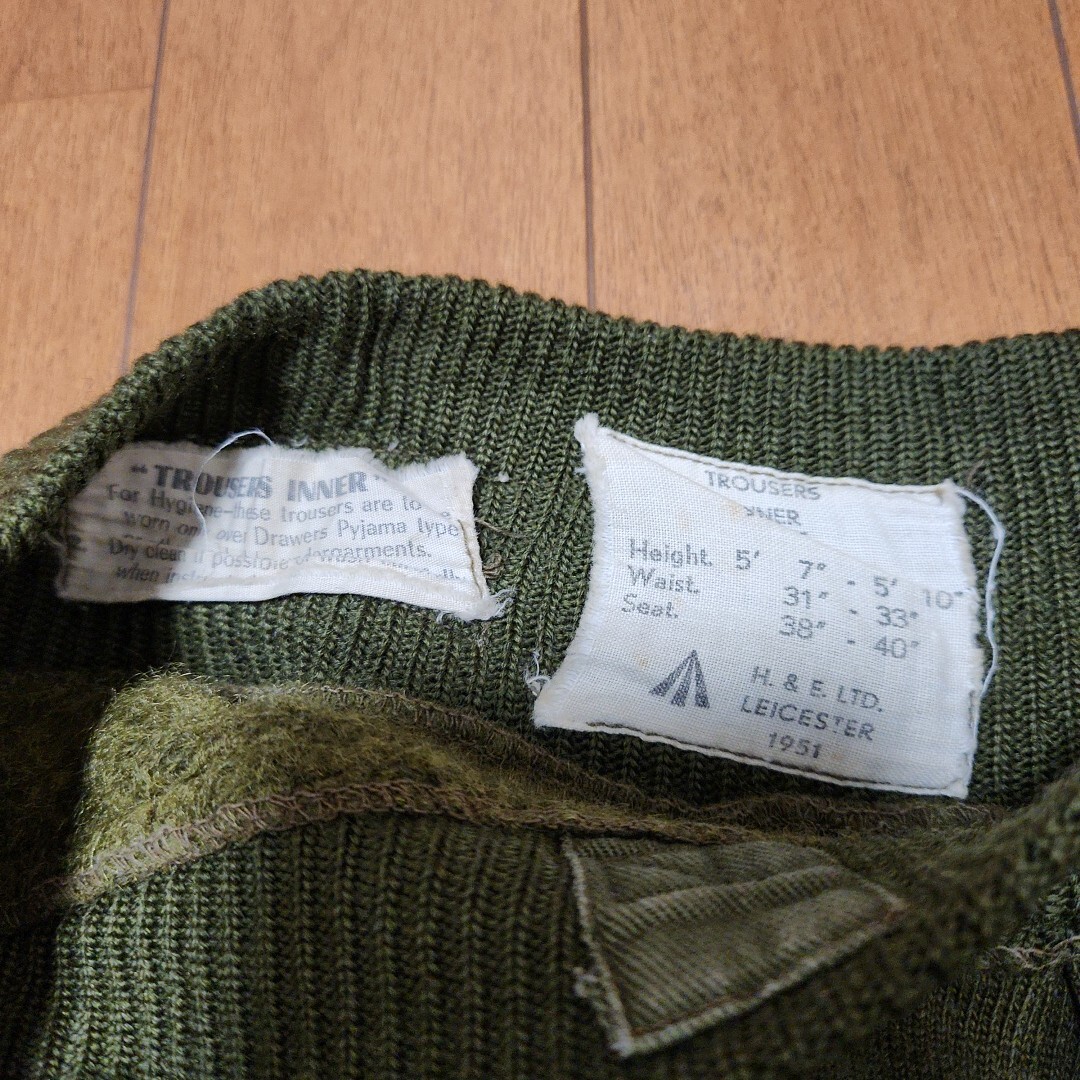 "TROUSERS INNER"
For Hygiene—these trousers are to
worn over Drawers Pyjama type
Dry clean if possible
when
TROUSERS
Height. 5' 7" - 5' 10"
Waist. 31" - 33"
Seat. 38" - 40"
H. & E. LTD.
LEICESTER
1951